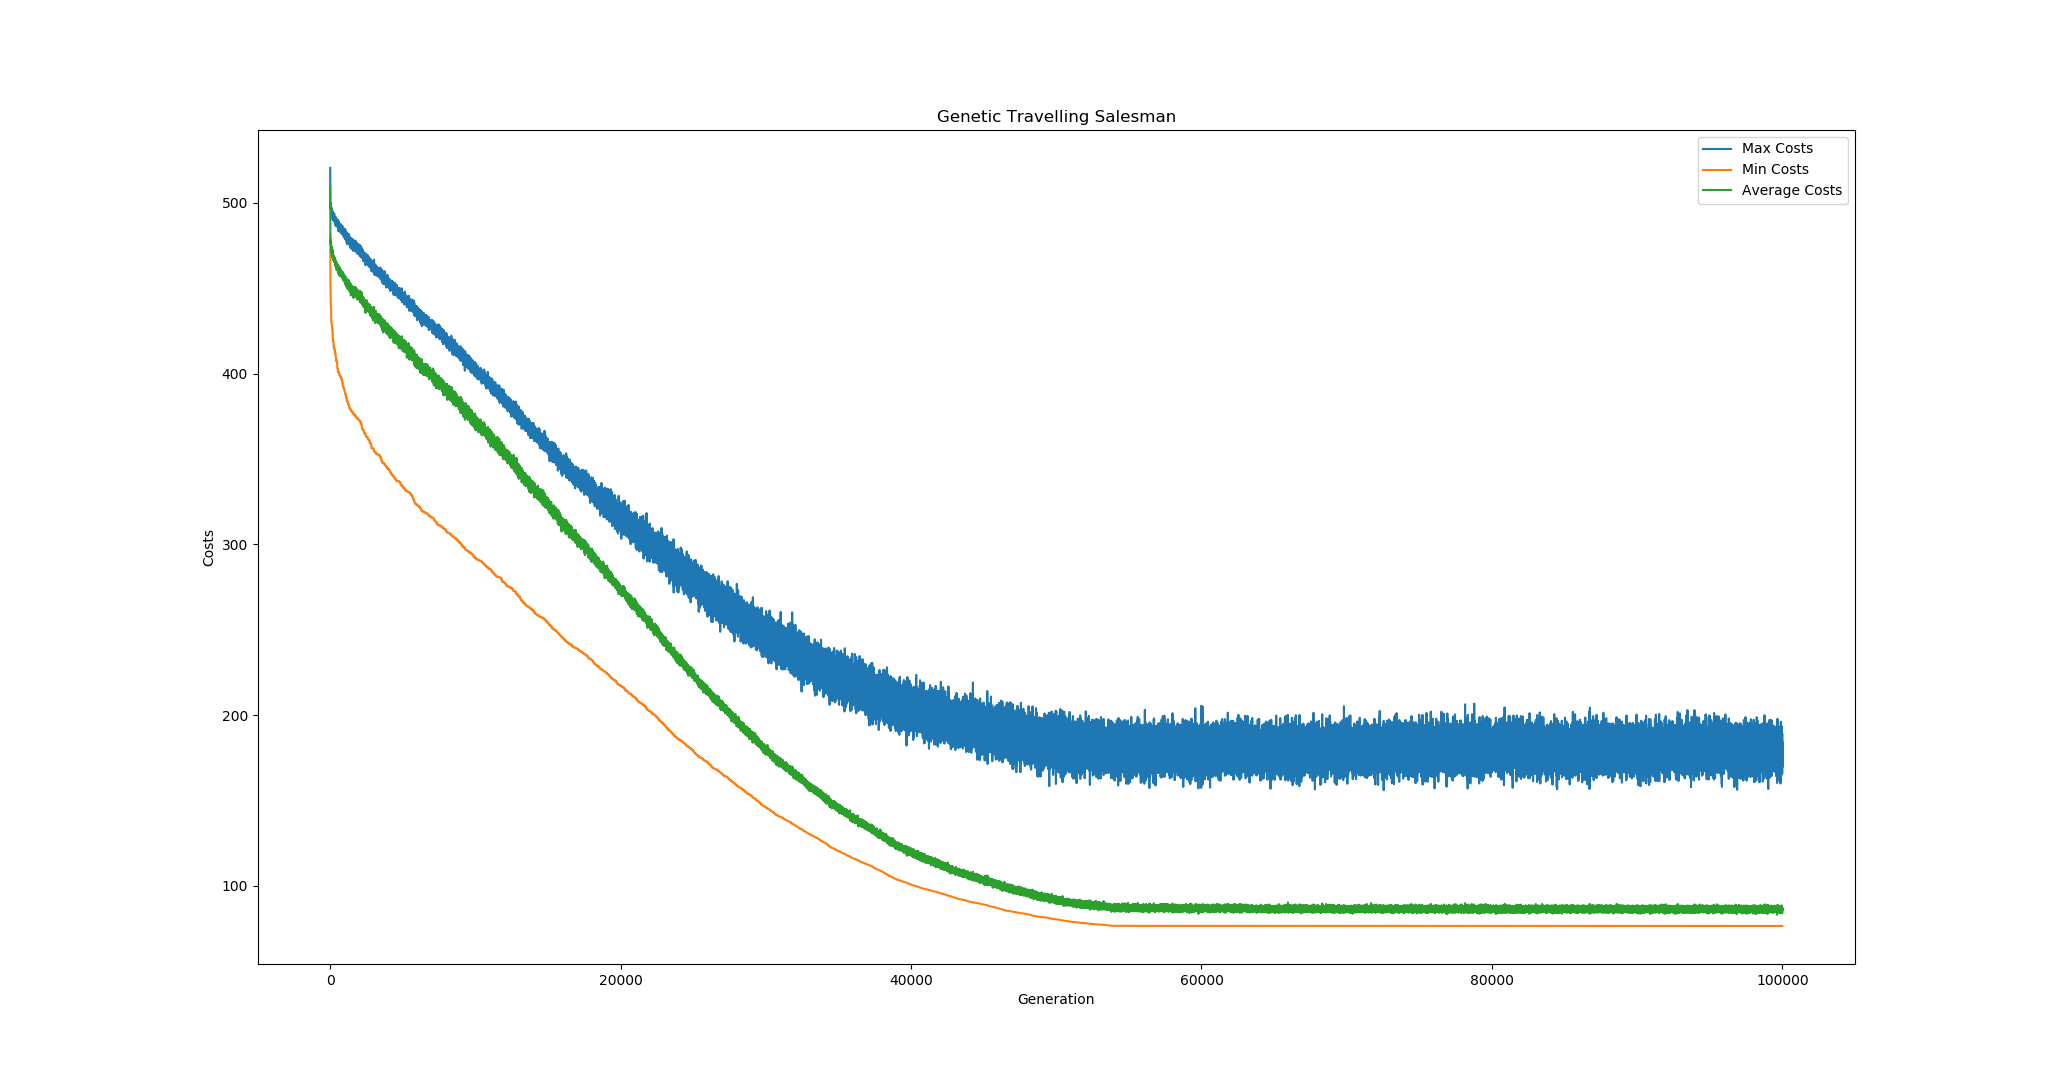 Genetic Travelling Salesman
Max Costs
Min Costs
Average Costs
500
400
300
200
100
Costs
0 20000 40000 60000 80000 100000
Generation